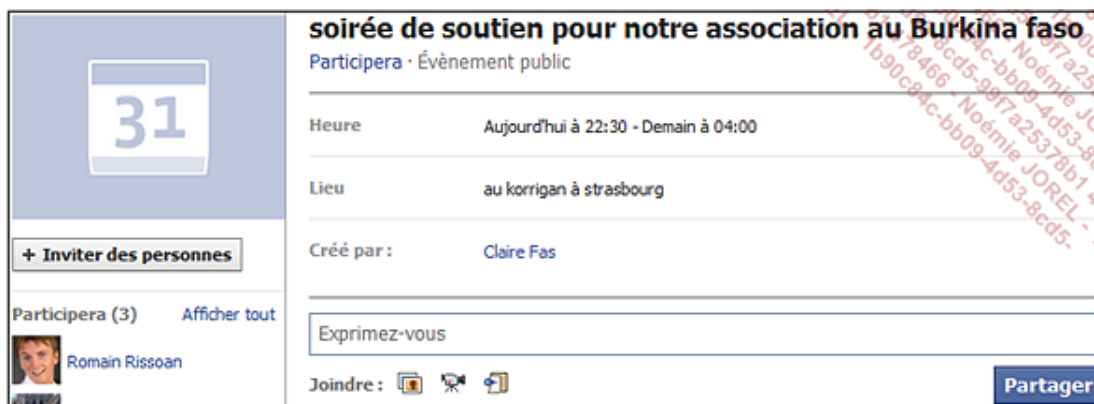 soirée de soutien pour notre association au Burkina faso
Participera · Évènement public
31
Heure Aujourd'hui à 22:30 - Demain à 04:00
Lieu au korrigan à strasbourg
Créé par : Claire Fas
+ Inviter des personnes
Participera (3) Afficher tout
Romain Rissoan
Exprimez-vous
Joindre :
Partager